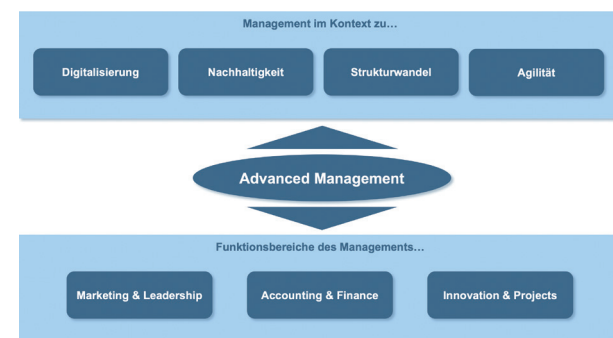 Management im Kontext zu...
Digitalisierung
Nachhaltigkeit
Strukturwandel
Agilität
Advanced Management
Funktionsbereiche des Managements...
Marketing & Leadership
Accounting & Finance
Innovation & Projects